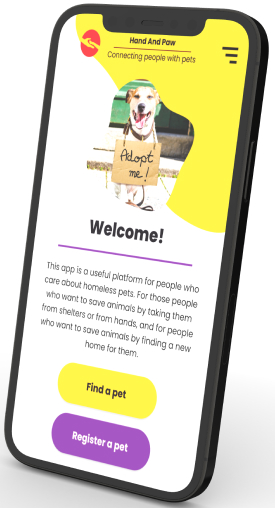 Hand And Paw
Connecting people with pets
Adopt
me!
Welcome!
This app is a useful platform for people who
care about homeless pets. For those people
who want to save animals by taking them
from shelters or from hands, and for people
who want to save animals by finding a new
home for them.
Find a pet
Register a pet